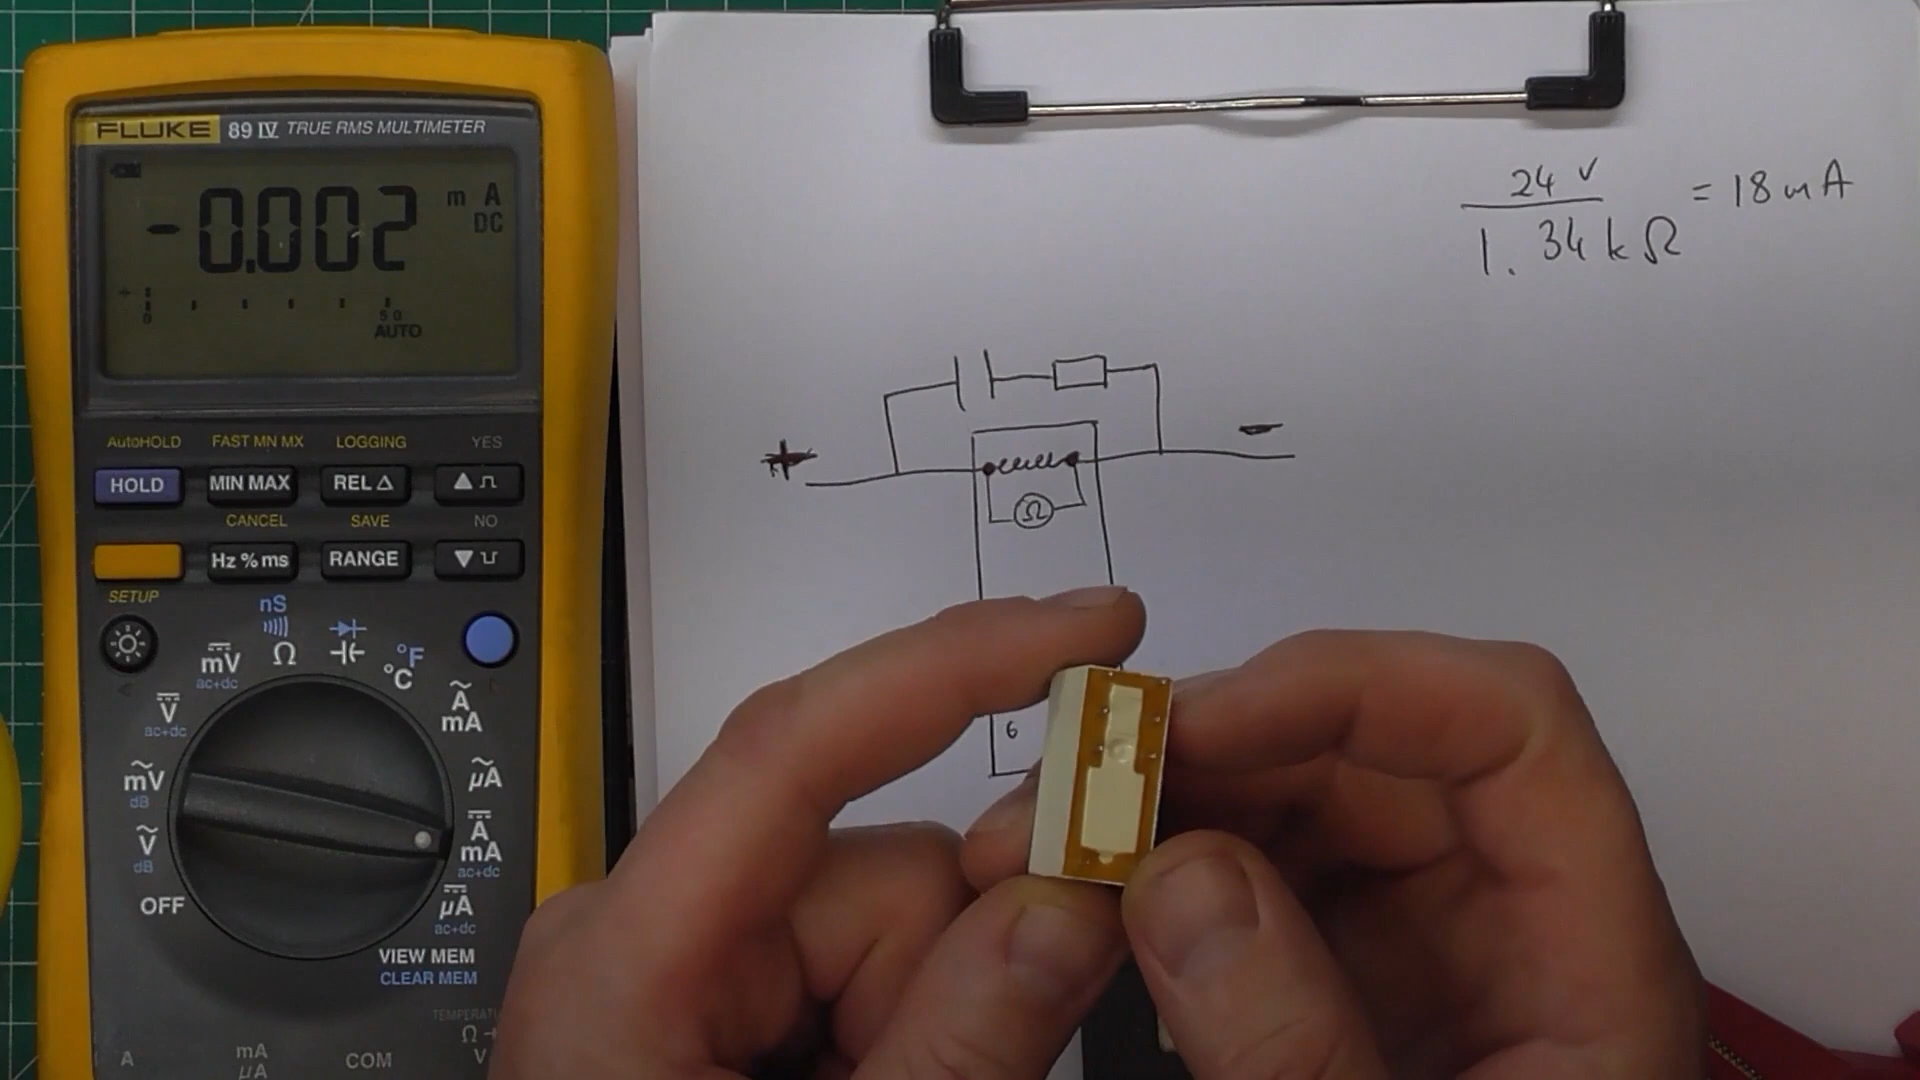 FLUKE 89 IV TRUE RMS MULTIMETER
-0.002 mA DC
0 50
AUTO
AutoHOLD FAST MN MX LOGGING YES
HOLD MIN MAX REL Δ ▲
CANCEL SAVE NO
Hz % ms RANGE ▼
SETUP
nS
mV Ω °F °C
ac+dc
V A mA
ac+dc
mV µA
dB
V A mA
dB ac+dc
OFF µA
ac+dc
VIEW MEM
CLEAR MEM
A mA µA COM V
24 V
1.34 kΩ = 18 mA
+ -
Ω
6